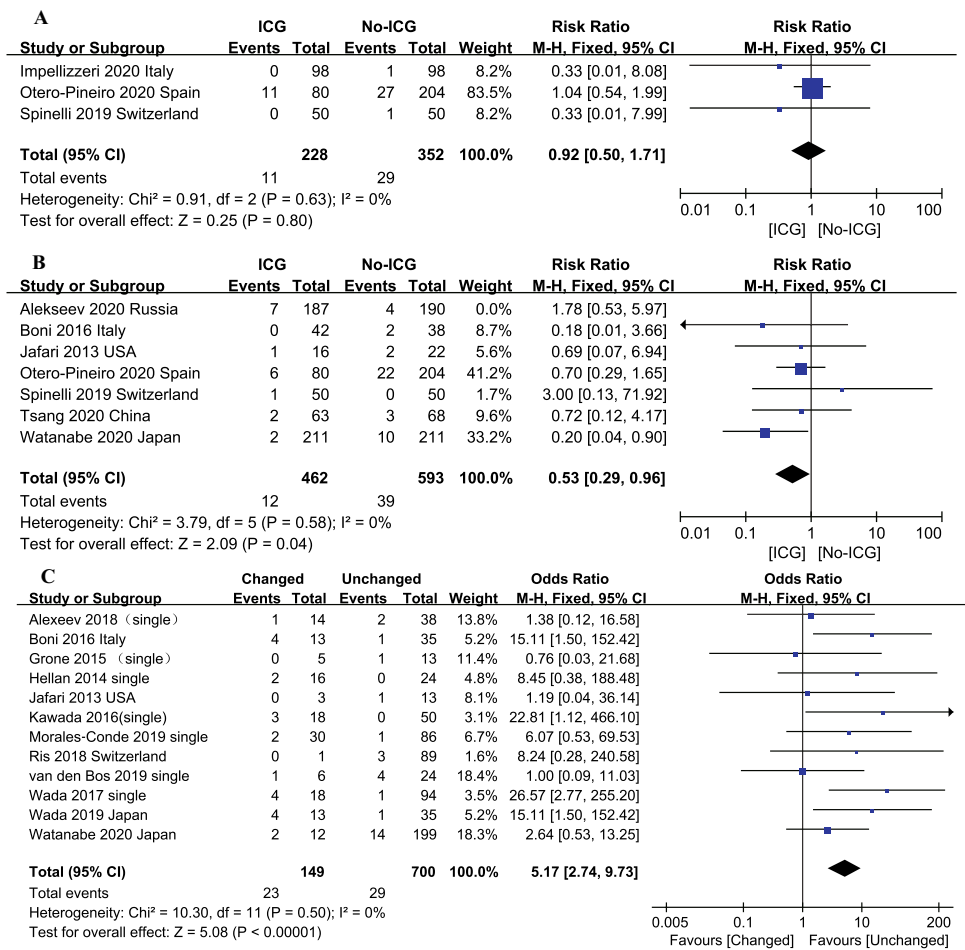 A
ICG No-ICG Risk Ratio Risk Ratio
Study or Subgroup Events Total Events Total Weight M-H, Fixed, 95% CI M-H, Fixed, 95% CI
Impellizzeri 2020 Italy 0 98 1 98 8.2% 0.33 [0.01, 8.08]
Otero-Pineiro 2020 Spain 11 80 27 204 83.5% 1.04 [0.54, 1.99]
Spinelli 2019 Switzerland 0 50 1 50 8.2% 0.33 [0.01, 7.99]
Total (95% CI) 228 352 100.0% 0.92 [0.50, 1.71]
Total events 11 29
Heterogeneity: Chi² = 0.91, df = 2 (P = 0.63); I² = 0%
Test for overall effect: Z = 0.25 (P = 0.80)
0.01 0.1 1 10 100
[ICG] [No-ICG]
B
ICG No-ICG Risk Ratio Risk Ratio
Study or Subgroup Events Total Events Total Weight M-H, Fixed, 95% CI M-H, Fixed, 95% CI
Alekseev 2020 Russia 7 187 4 190 0.0% 1.78 [0.53, 5.97]
Boni 2016 Italy 0 42 2 38 8.7% 0.18 [0.01, 3.66]
Jafari 2013 USA 1 16 2 22 5.6% 0.69 [0.07, 6.94]
Otero-Pineiro 2020 Spain 6 80 22 204 41.2% 0.70 [0.29, 1.65]
Spinelli 2019 Switzerland 1 50 0 50 1.7% 3.00 [0.13, 71.92]
Tsang 2020 China 2 63 3 68 9.6% 0.72 [0.12, 4.17]
Watanabe 2020 Japan 2 211 10 211 33.2% 0.20 [0.04, 0.90]
Total (95% CI) 462 593 100.0% 0.53 [0.29, 0.96]
Total events 12 39
Heterogeneity: Chi² = 3.79, df = 5 (P = 0.58); I² = 0%
Test for overall effect: Z = 2.09 (P = 0.04)
0.01 0.1 1 10 100
[ICG] [No-ICG]
C
Changed Unchanged Odds Ratio Odds Ratio
Study or Subgroup Events Total Events Total Weight M-H, Fixed, 95% CI M-H, Fixed, 95% CI
Alexeev 2018（single） 1 14 2 38 13.8% 1.38 [0.12, 16.58]
Boni 2016 Italy 4 13 1 35 5.2% 15.11 [1.50, 152.42]
Grone 2015 （single） 0 5 1 13 11.4% 0.76 [0.03, 21.68]
Hellan 2014 single 2 16 0 24 4.8% 8.45 [0.38, 188.48]
Jafari 2013 USA 0 3 1 13 8.1% 1.19 [0.04, 36.14]
Kawada 2016(single) 3 18 0 50 3.1% 22.81 [1.12, 466.10]
Morales-Conde 2019 single 2 30 1 86 6.7% 6.07 [0.53, 69.53]
Ris 2018 Switzerland 0 1 3 89 1.6% 8.24 [0.28, 240.58]
van den Bos 2019 single 1 6 4 24 18.4% 1.00 [0.09, 11.03]
Wada 2017 single 4 18 1 94 3.5% 26.57 [2.77, 255.20]
Wada 2019 Japan 4 13 1 35 5.2% 15.11 [1.50, 152.42]
Watanabe 2020 Japan 2 12 14 199 18.3% 2.64 [0.53, 13.25]
Total (95% CI) 149 700 100.0% 5.17 [2.74, 9.73]
Total events 23 29
Heterogeneity: Chi² = 10.30, df = 11 (P = 0.50); I² = 0%
Test for overall effect: Z = 5.08 (P < 0.00001)
0.005 0.1 1 10 200
Favours [Changed] Favours [Unchanged]